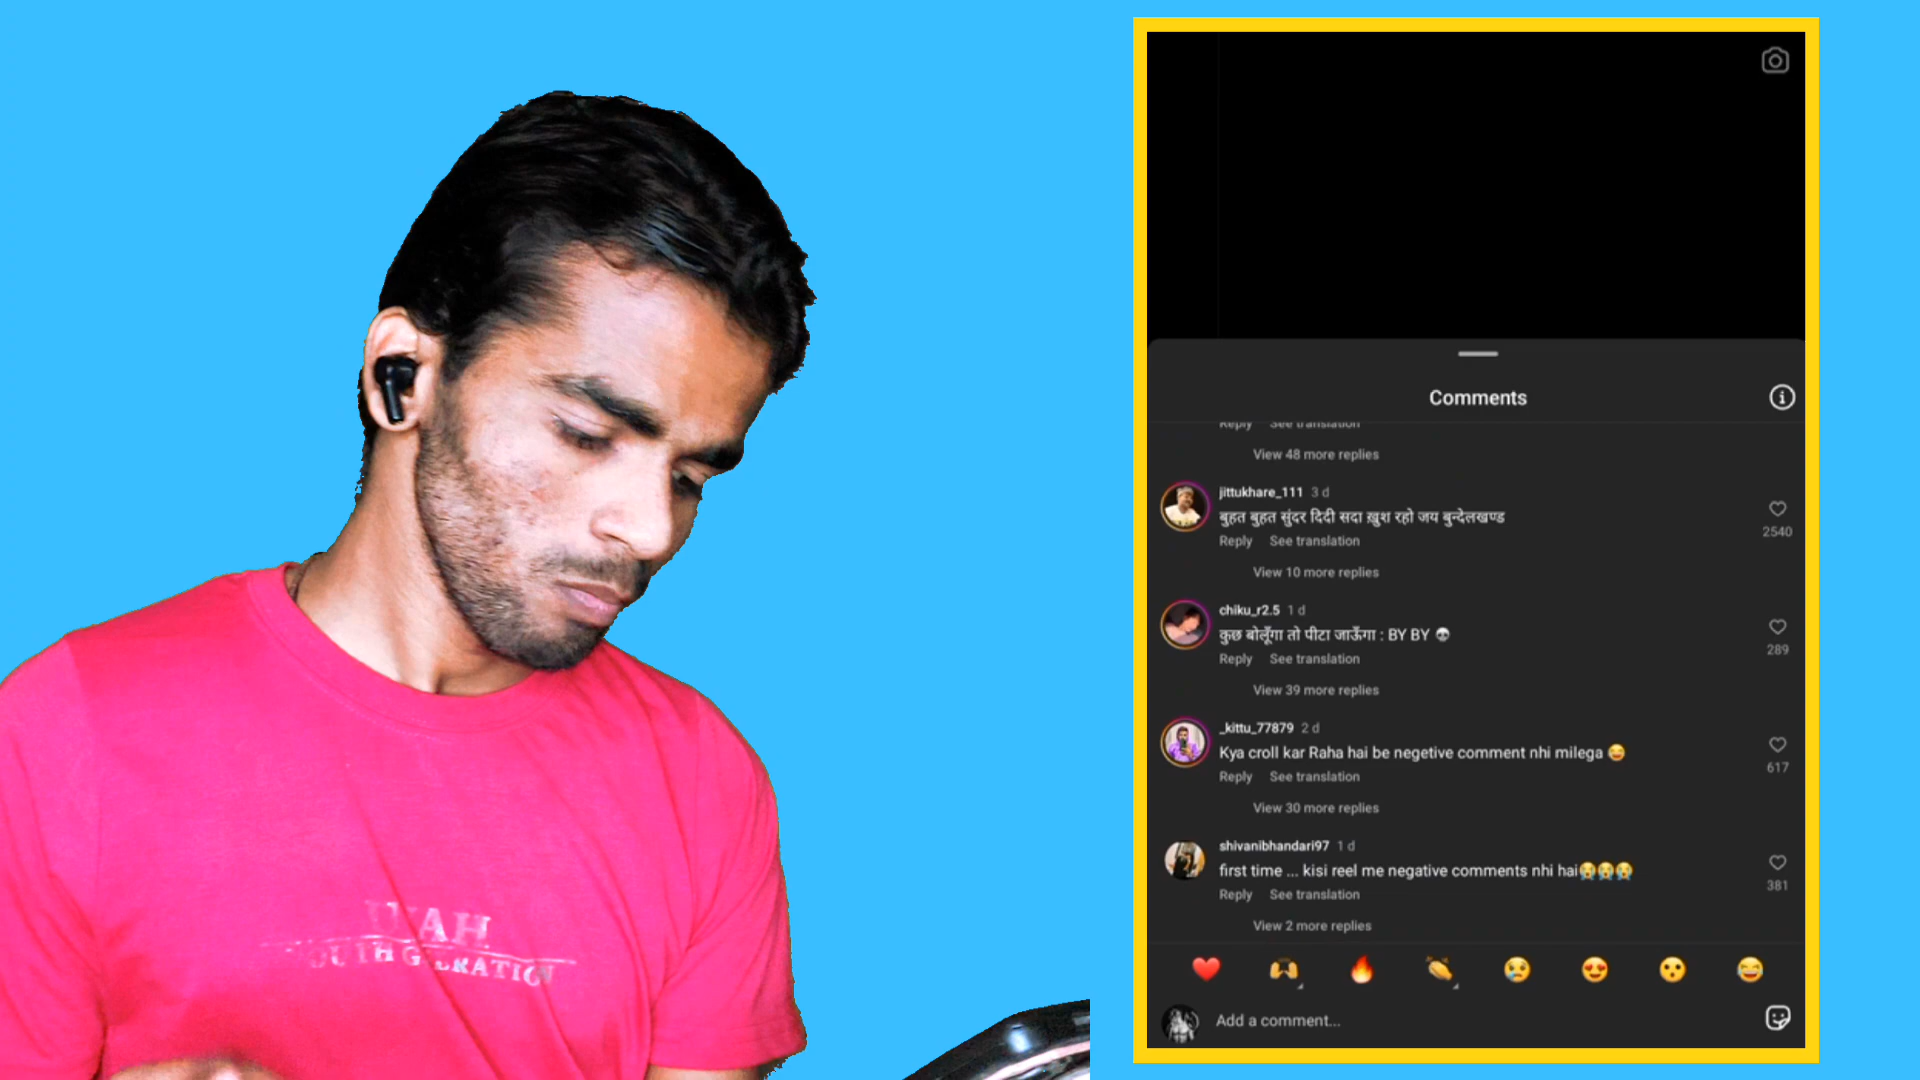 Comments
Reply See translation
View 48 more replies
jittukhare_111 3 d
बुहत बुहत सुंदर दिदी सदा ख़ुश रहो जय बुन्देलखण्ड
2540
Reply See translation
View 10 more replies
chiku_r2.5 1 d
कुछ बोलूँगा तो पीटा जाऊँगा : BY BY 💀
289
Reply See translation
View 39 more replies
_kittu_77879 2 d
Kya croll kar Raha hai be negetive comment nhi milega 😂
617
Reply See translation
View 30 more replies
shivanibhandari97 1 d
first time ... kisi reel me negative comments nhi hai😭😭😭
381
Reply See translation
View 2 more replies
Add a comment...